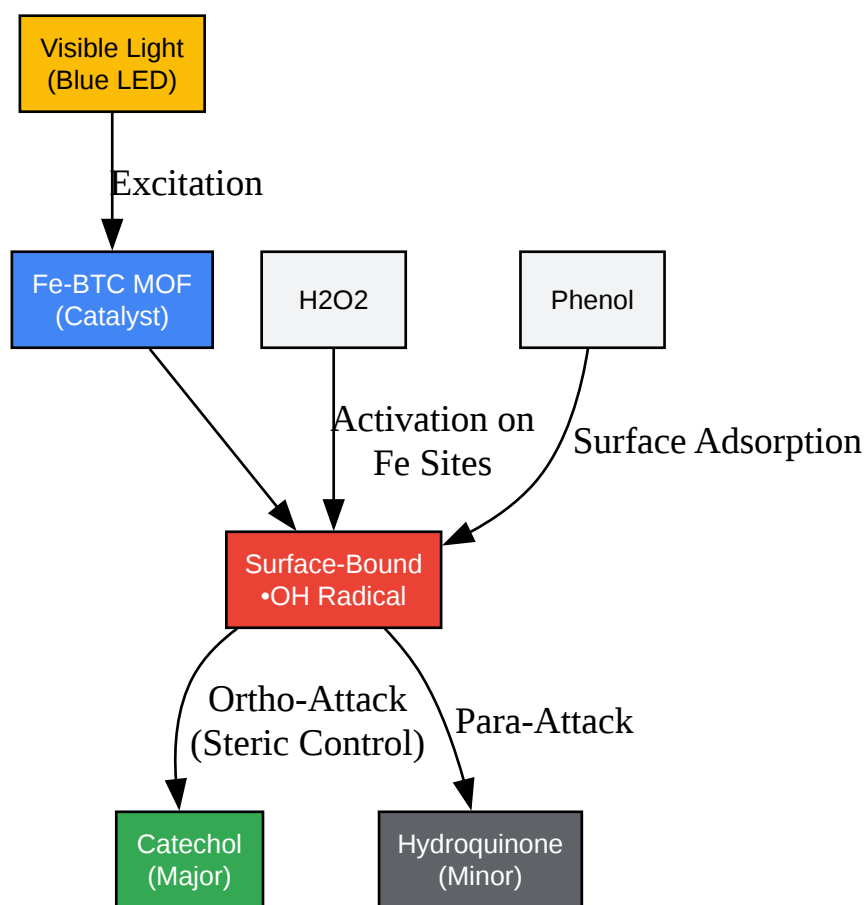 Visible Light
(Blue LED)
Excitation
Fe-BTC MOF
(Catalyst)
H2O2
Phenol
Activation on
Fe Sites
Surface Adsorption
Surface-Bound
•OH Radical
Ortho-Attack
(Steric Control)
Para-Attack
Catechol
(Major)
Hydroquinone
(Minor)